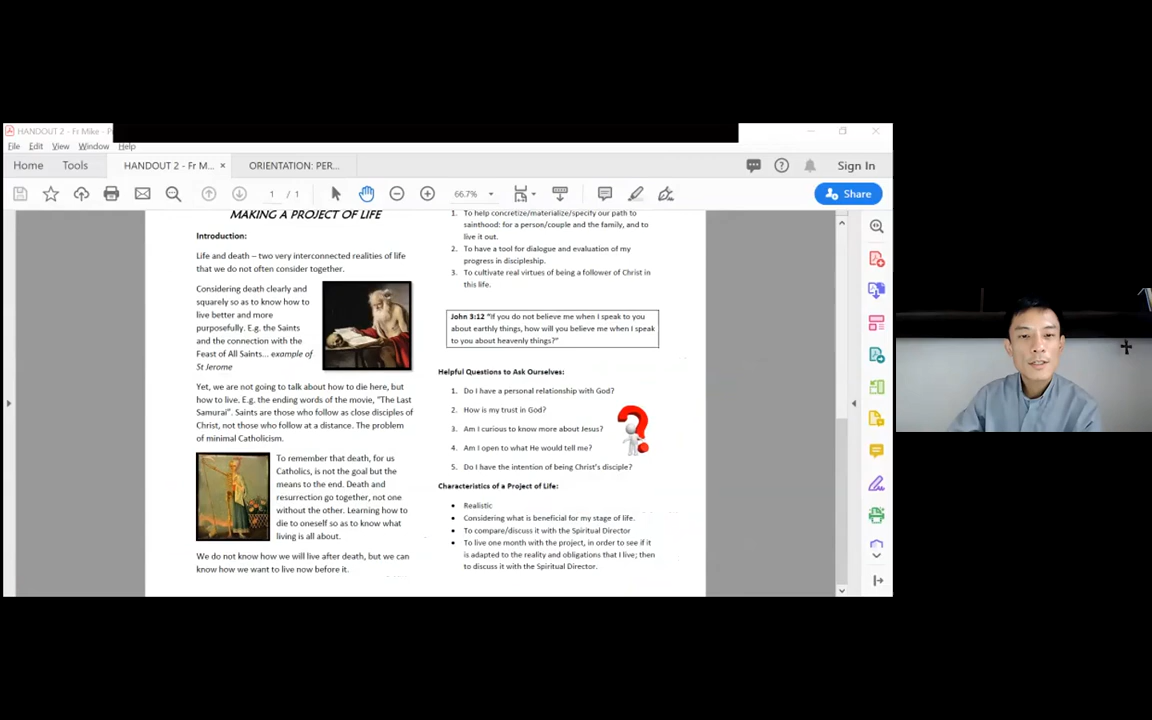 HANDOUT 2 - Fr Mike - P
File Edit View Window Help
Home Tools HANDOUT 2 - Fr M... × ORIENTATION: PER...
Sign In
1 / 1 66.7% Share
MAKING A PROJECT OF LIFE
Introduction:
Life and death – two very interconnected realities of life
that we do not often consider together.
Considering death clearly and
squarely so as to know how to
live better and more
purposefully. E.g. the Saints
and the connection with the
Feast of All Saints... example of
St Jerome
Yet, we are not going to talk about how to die here, but
how to live. E.g. the ending words of the movie, "The Last
Samurai". Saints are those who follow as close disciples of
Christ, not those who follow at a distance. The problem
of minimal Catholicism.
To remember that death, for us
Catholics, is not the goal but the
means to the end. Death and
resurrection go together, not one
without the other. Learning how to
die to oneself so as to know what
living is all about.
We do not know how we will live after death, but we can
know how we want to live now before it.
1. To help concretize/materialize/specify our path to
sainthood: for a person/couple and the family, and to
live it out.
2. To have a tool for dialogue and evaluation of my
progress in discipleship.
3. To cultivate real virtues of being a follower of Christ in
this life.
John 3:12 "If you do not believe me when I speak to you
about earthly things, how will you believe me when I speak
to you about heavenly things?"
Helpful Questions to Ask Ourselves:
1. Do I have a personal relationship with God?
2. How is my trust in God?
3. Am I curious to know more about Jesus?
4. Am I open to what He would tell me?
5. Do I have the intention of being Christ's disciple?
Characteristics of a Project of Life:
• Realistic
• Considering what is beneficial for my stage of life.
• To compare/discuss it with the Spiritual Director
• To live one month with the project, in order to see if it
is adapted to the reality and obligations that I live; then
to discuss it with the Spiritual Director.